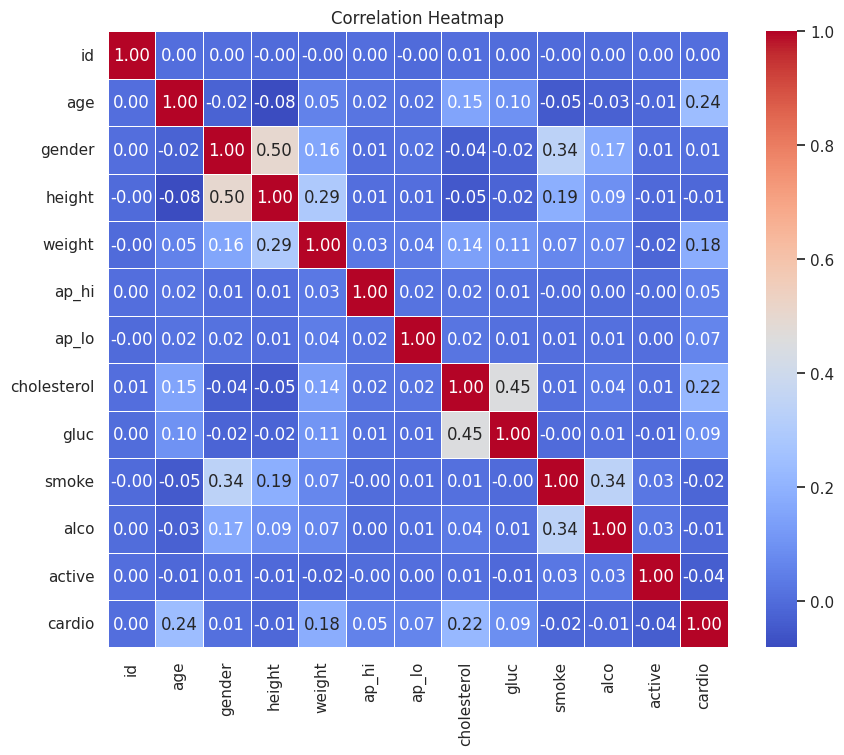 Correlation Heatmap
id 1.00 0.00 0.00 -0.00 -0.00 0.00 -0.00 0.01 0.00 -0.00 0.00 0.00 0.00
age 0.00 1.00 -0.02 -0.08 0.05 0.02 0.02 0.15 0.10 -0.05 -0.03 -0.01 0.24
gender 0.00 -0.02 1.00 0.50 0.16 0.01 0.02 -0.04 -0.02 0.34 0.17 0.01 0.01
height -0.00 -0.08 0.50 1.00 0.29 0.01 0.01 -0.05 -0.02 0.19 0.09 -0.01 -0.01
weight -0.00 0.05 0.16 0.29 1.00 0.03 0.04 0.14 0.11 0.07 0.07 -0.02 0.18
ap_hi 0.00 0.02 0.01 0.01 0.03 1.00 0.02 0.02 0.01 -0.00 0.00 -0.00 0.05
ap_lo -0.00 0.02 0.02 0.01 0.04 0.02 1.00 0.02 0.01 0.01 0.01 0.00 0.07
cholesterol 0.01 0.15 -0.04 -0.05 0.14 0.02 0.02 1.00 0.45 0.01 0.04 0.01 0.22
gluc 0.00 0.10 -0.02 -0.02 0.11 0.01 0.01 0.45 1.00 -0.00 0.01 -0.01 0.09
smoke -0.00 -0.05 0.34 0.19 0.07 -0.00 0.01 0.01 -0.00 1.00 0.34 0.03 -0.02
alco 0.00 -0.03 0.17 0.09 0.07 0.00 0.01 0.04 0.01 0.34 1.00 0.03 -0.01
active 0.00 -0.01 0.01 -0.01 -0.02 -0.00 0.00 0.01 -0.01 0.03 0.03 1.00 -0.04
cardio 0.00 0.24 0.01 -0.01 0.18 0.05 0.07 0.22 0.09 -0.02 -0.01 -0.04 1.00
id age gender height weight ap_hi ap_lo cholesterol gluc smoke alco active cardio
1.0
0.8
0.6
0.4
0.2
0.0